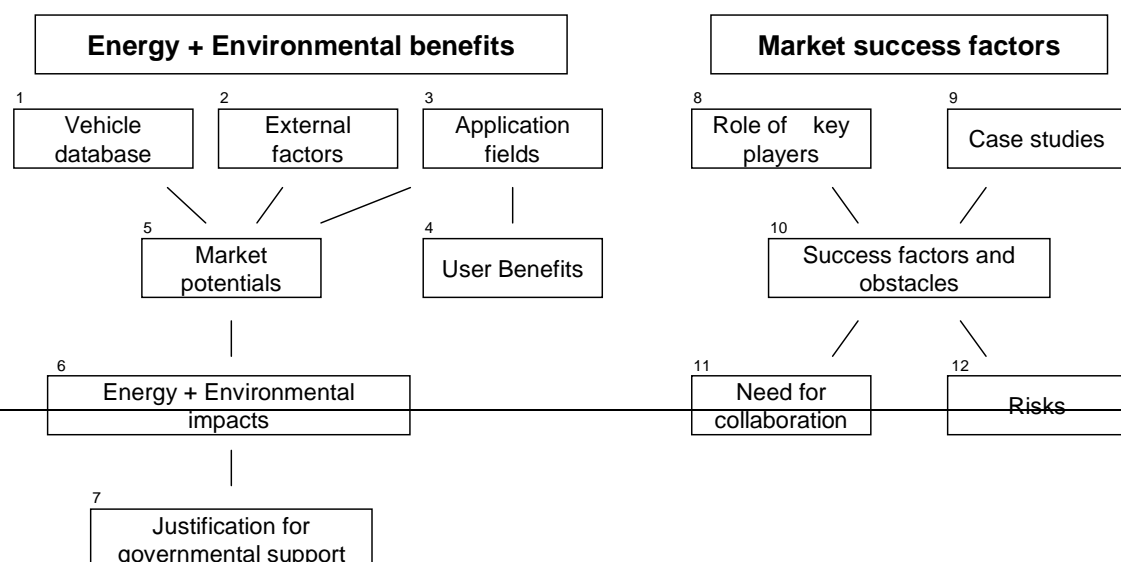 Energy + Environmental benefits
Market success factors
1
Vehicle
database
2
External
factors
3
Application
fields
8
Role of key
players
9
Case studies
5
Market
potentials
4
User Benefits
10
Success factors and
obstacles
6
Energy + Environmental
impacts
11
Need for
collaboration
12
Risks
7
Justification for
governmental support